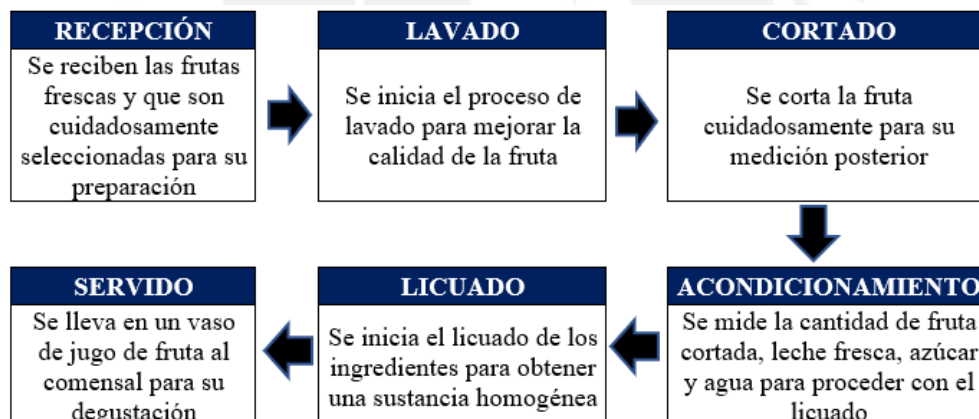 RECEPCIÓN
Se reciben las frutas
frescas y que son
cuidadosamente
seleccionadas para su
preparación
LAVADO
Se inicia el proceso de
lavado para mejorar la
calidad de la fruta
CORTADO
Se corta la fruta
cuidadosamente para su
medición posterior
ACONDICIONAMIENTO
Se mide la cantidad de fruta
cortada, leche fresca, azúcar
y agua para proceder con el
licuado
LICUADO
Se inicia el licuado de los
ingredientes para obtener
una sustancia homogénea
SERVIDO
Se lleva en un vaso
de jugo de fruta al
comensal para su
degustación